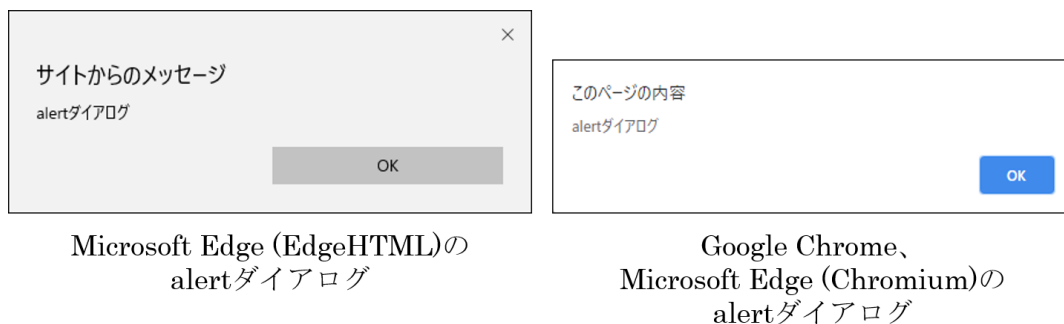 サイトからのメッセージ
alertダイアログ
OK
Microsoft Edge (EdgeHTML)の
alertダイアログ
このページの内容
alertダイアログ
OK
Google Chrome、
Microsoft Edge (Chromium)の
alertダイアログ